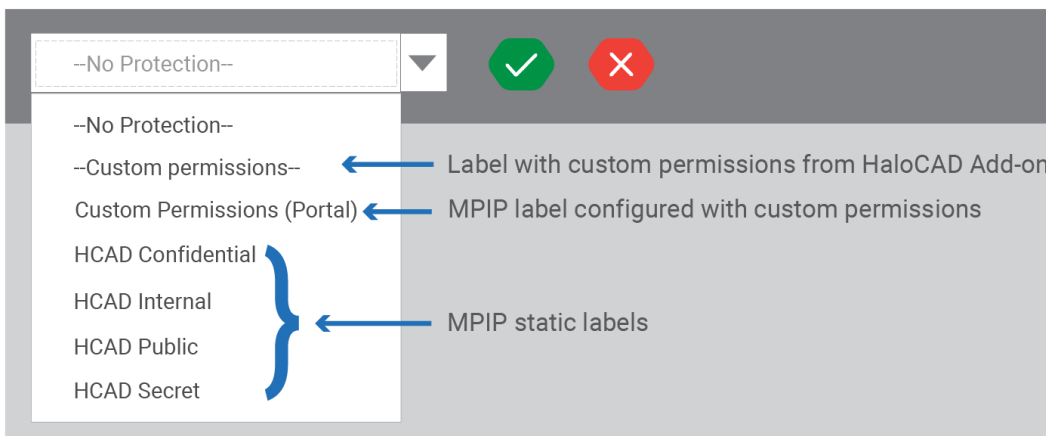 --No Protection--
--No Protection--
--Custom permissions--
Label with custom permissions from HaloCAD Add-on
Custom Permissions (Portal)
MPIP label configured with custom permissions
HCAD Confidential
HCAD Internal
MPIP static labels
HCAD Public
HCAD Secret